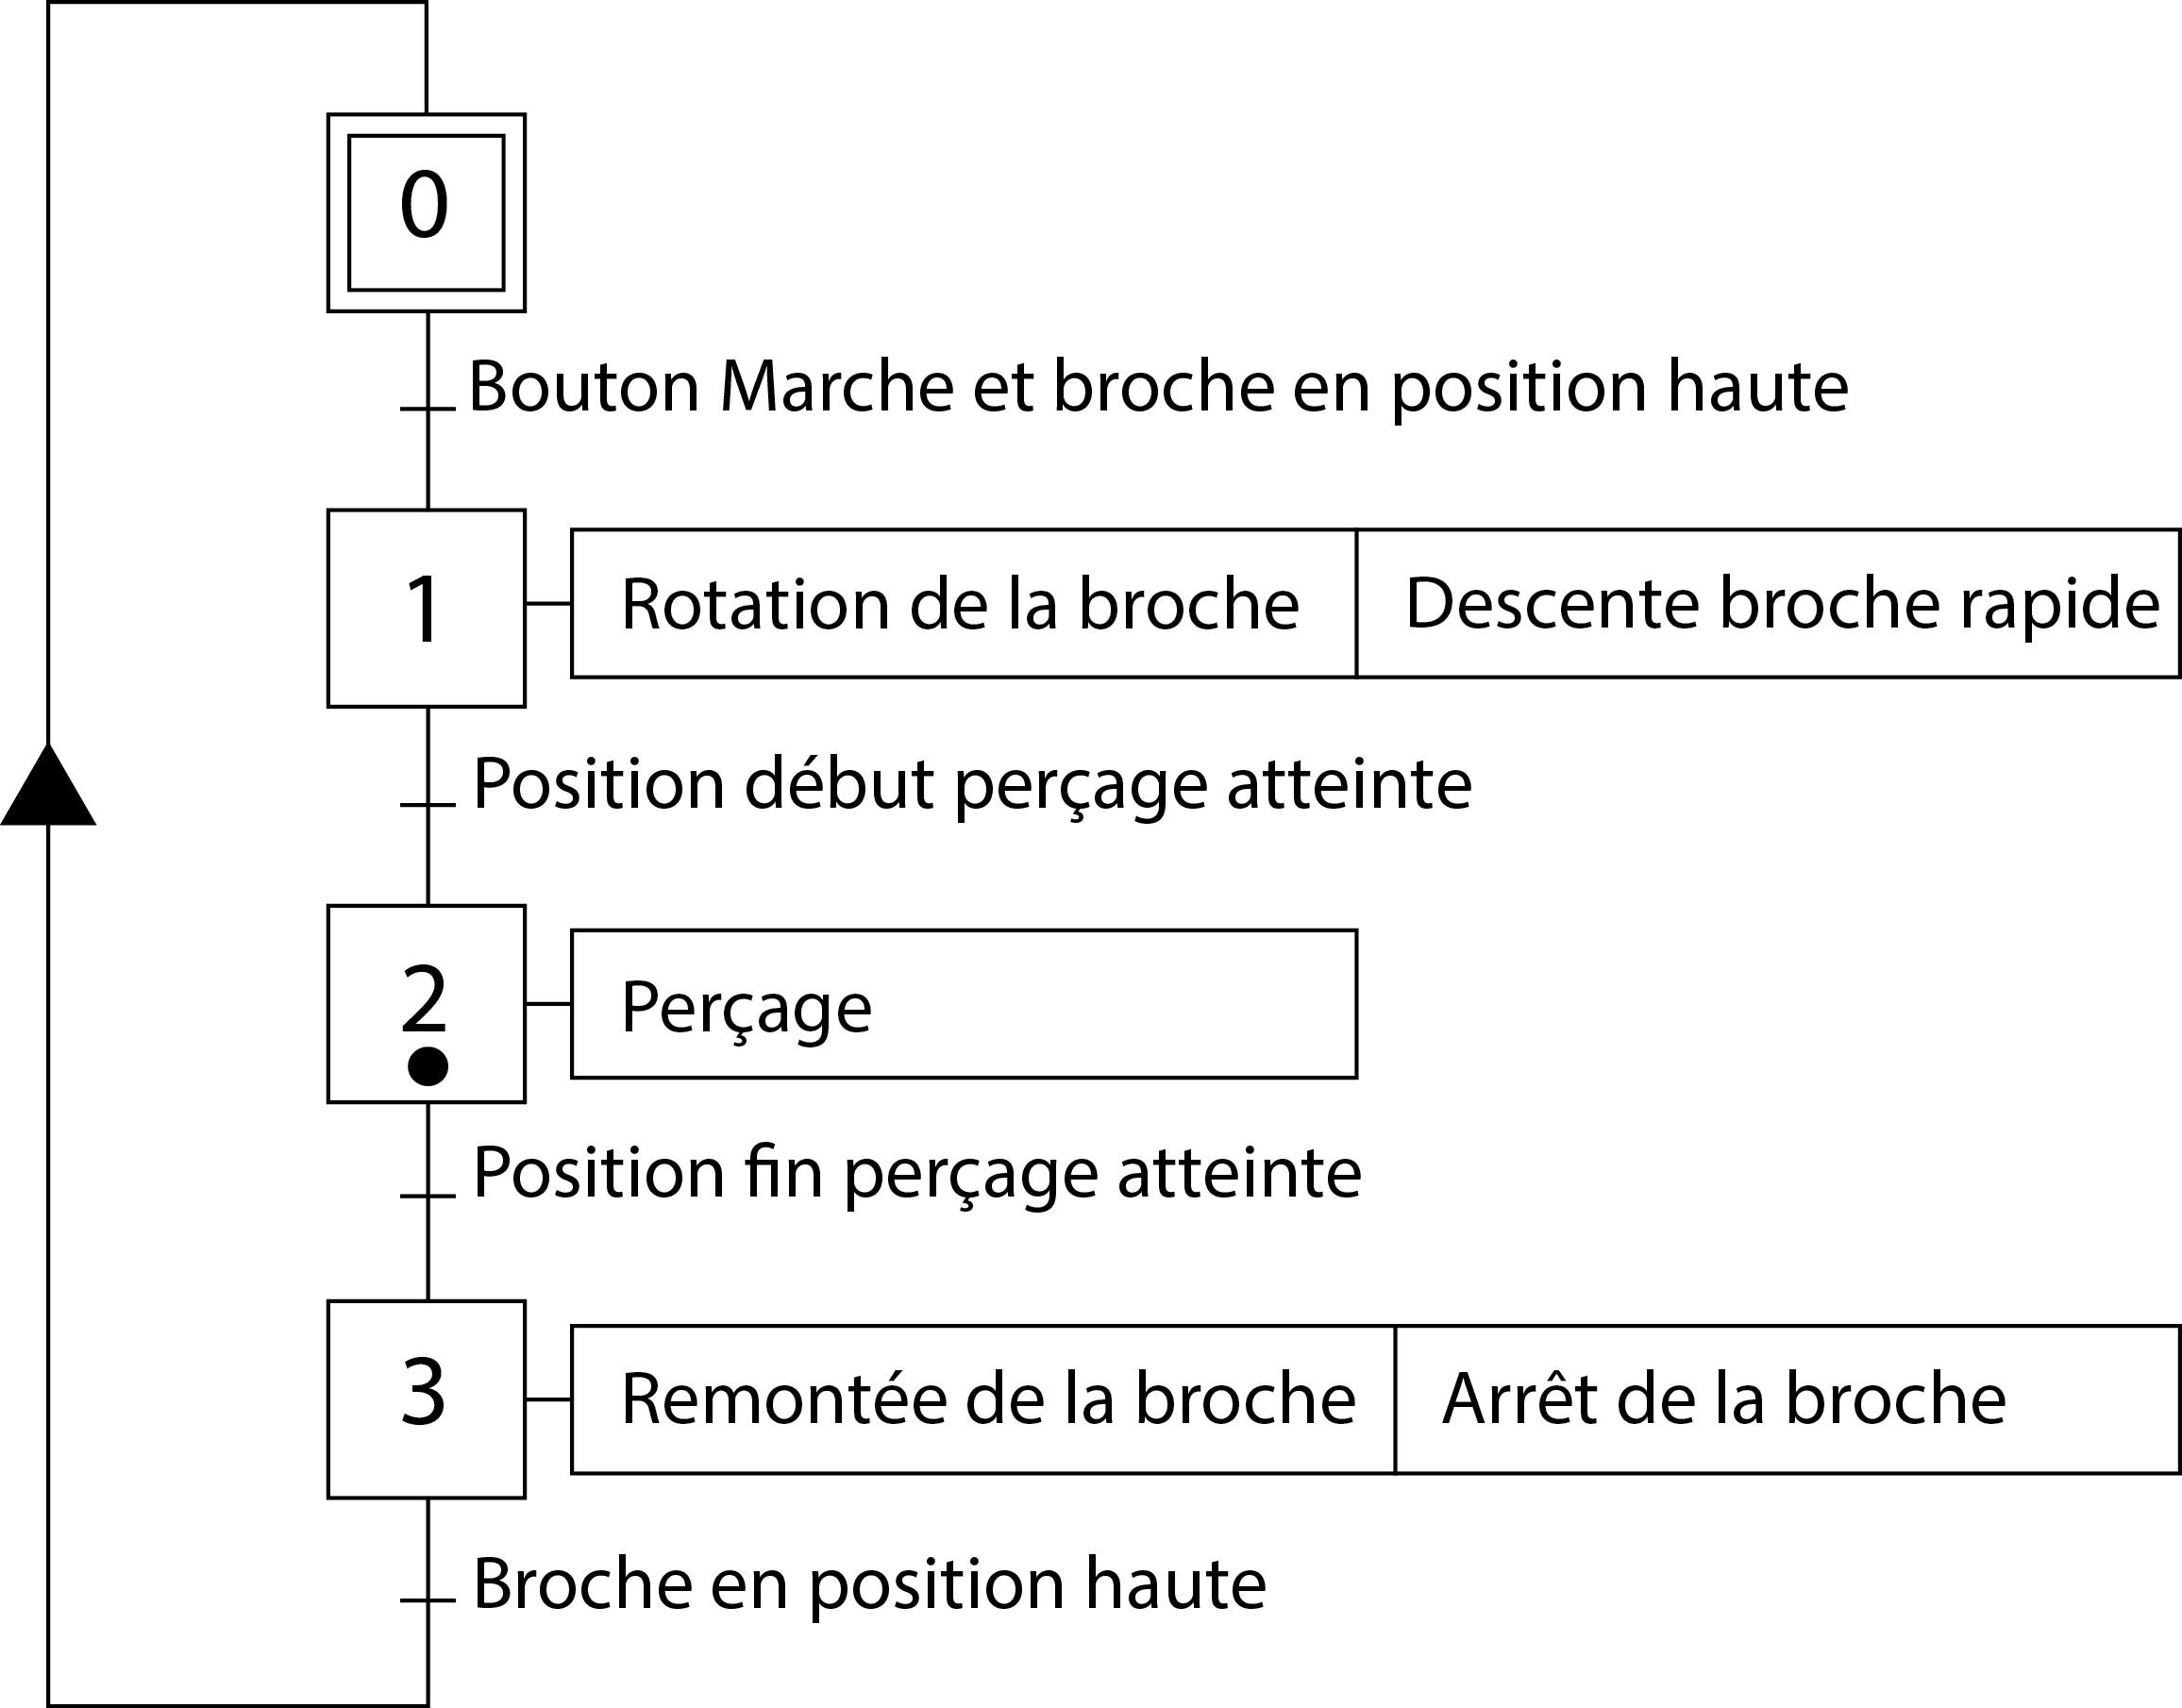 0
Bouton Marche et broche en position haute
1
Rotation de la broche
Descente broche rapide
Position début perçage atteinte
2
Perçage
Position fin perçage atteinte
3
Remontée de la broche
Arrêt de la broche
Broche en position haute